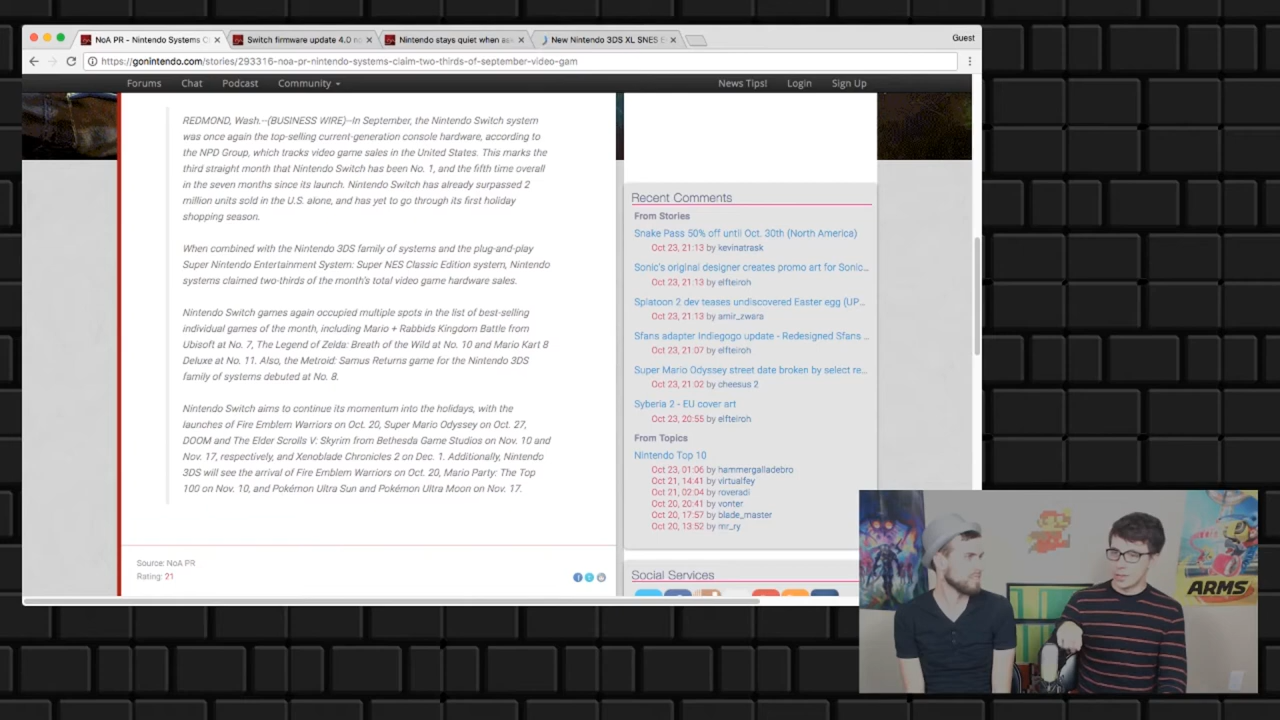 NoA PR - Nintendo Systems C
Switch firmware update 4.0 no
Nintendo stays quiet when as
New Nintendo 3DS XL SNES E
Guest
https://gonintendo.com/stories/293316-noa-pr-nintendo-systems-claim-two-thirds-of-september-video-gam
Forums
Chat
Podcast
Community
News Tips!
Login
Sign Up
REDMOND, Wash.--(BUSINESS WIRE)--In September, the Nintendo Switch system
was once again the top-selling current-generation console hardware, according to
the NPD Group, which tracks video game sales in the United States. This marks the
third straight month that Nintendo Switch has been No. 1, and the fifth time overall
in the seven months since its launch. Nintendo Switch has already surpassed 2
million units sold in the U.S. alone, and has yet to go through its first holiday
shopping season.
When combined with the Nintendo 3DS family of systems and the plug-and-play
Super Nintendo Entertainment System: Super NES Classic Edition system, Nintendo
systems claimed two-thirds of the month's total video game hardware sales.
Nintendo Switch games again occupied multiple spots in the list of best-selling
individual games of the month, including Mario + Rabbids Kingdom Battle from
Ubisoft at No. 7, The Legend of Zelda: Breath of the Wild at No. 10 and Mario Kart 8
Deluxe at No. 11. Also, the Metroid: Samus Returns game for the Nintendo 3DS
family of systems debuted at No. 8.
Nintendo Switch aims to continue its momentum into the holidays, with the
launches of Fire Emblem Warriors on Oct. 20, Super Mario Odyssey on Oct. 27,
DOOM and The Elder Scrolls V: Skyrim from Bethesda Game Studios on Nov. 10 and
Nov. 17, respectively, and Xenoblade Chronicles 2 on Dec. 1. Additionally, Nintendo
3DS will see the arrival of Fire Emblem Warriors on Oct. 20, Mario Party: The Top
100 on Nov. 10, and Pokémon Ultra Sun and Pokémon Ultra Moon on Nov. 17.
Source: NoA PR
Rating: 21
Recent Comments
From Stories
Snake Pass 50% off until Oct. 30th (North America)
Oct 23, 21:13 by kevinatrask
Sonic's original designer creates promo art for Sonic...
Oct 23, 21:13 by elfteiroh
Splatoon 2 dev teases undiscovered Easter egg (UP...
Oct 23, 21:13 by amir_zwara
Sfans adapter Indiegogo update - Redesigned Sfans ...
Oct 23, 21:07 by elfteiroh
Super Mario Odyssey street date broken by select re...
Oct 23, 21:02 by cheesus 2
Syberia 2 - EU cover art
Oct 23, 20:55 by elfteiroh
From Topics
Nintendo Top 10
Oct 23, 01:06 by hammergalladebro
Oct 21, 14:41 by virtualfey
Oct 21, 02:04 by roveradi
Oct 20, 20:41 by vonter
Oct 20, 17:57 by blade_master
Oct 20, 13:52 by mr_ry
Social Services
ARMS